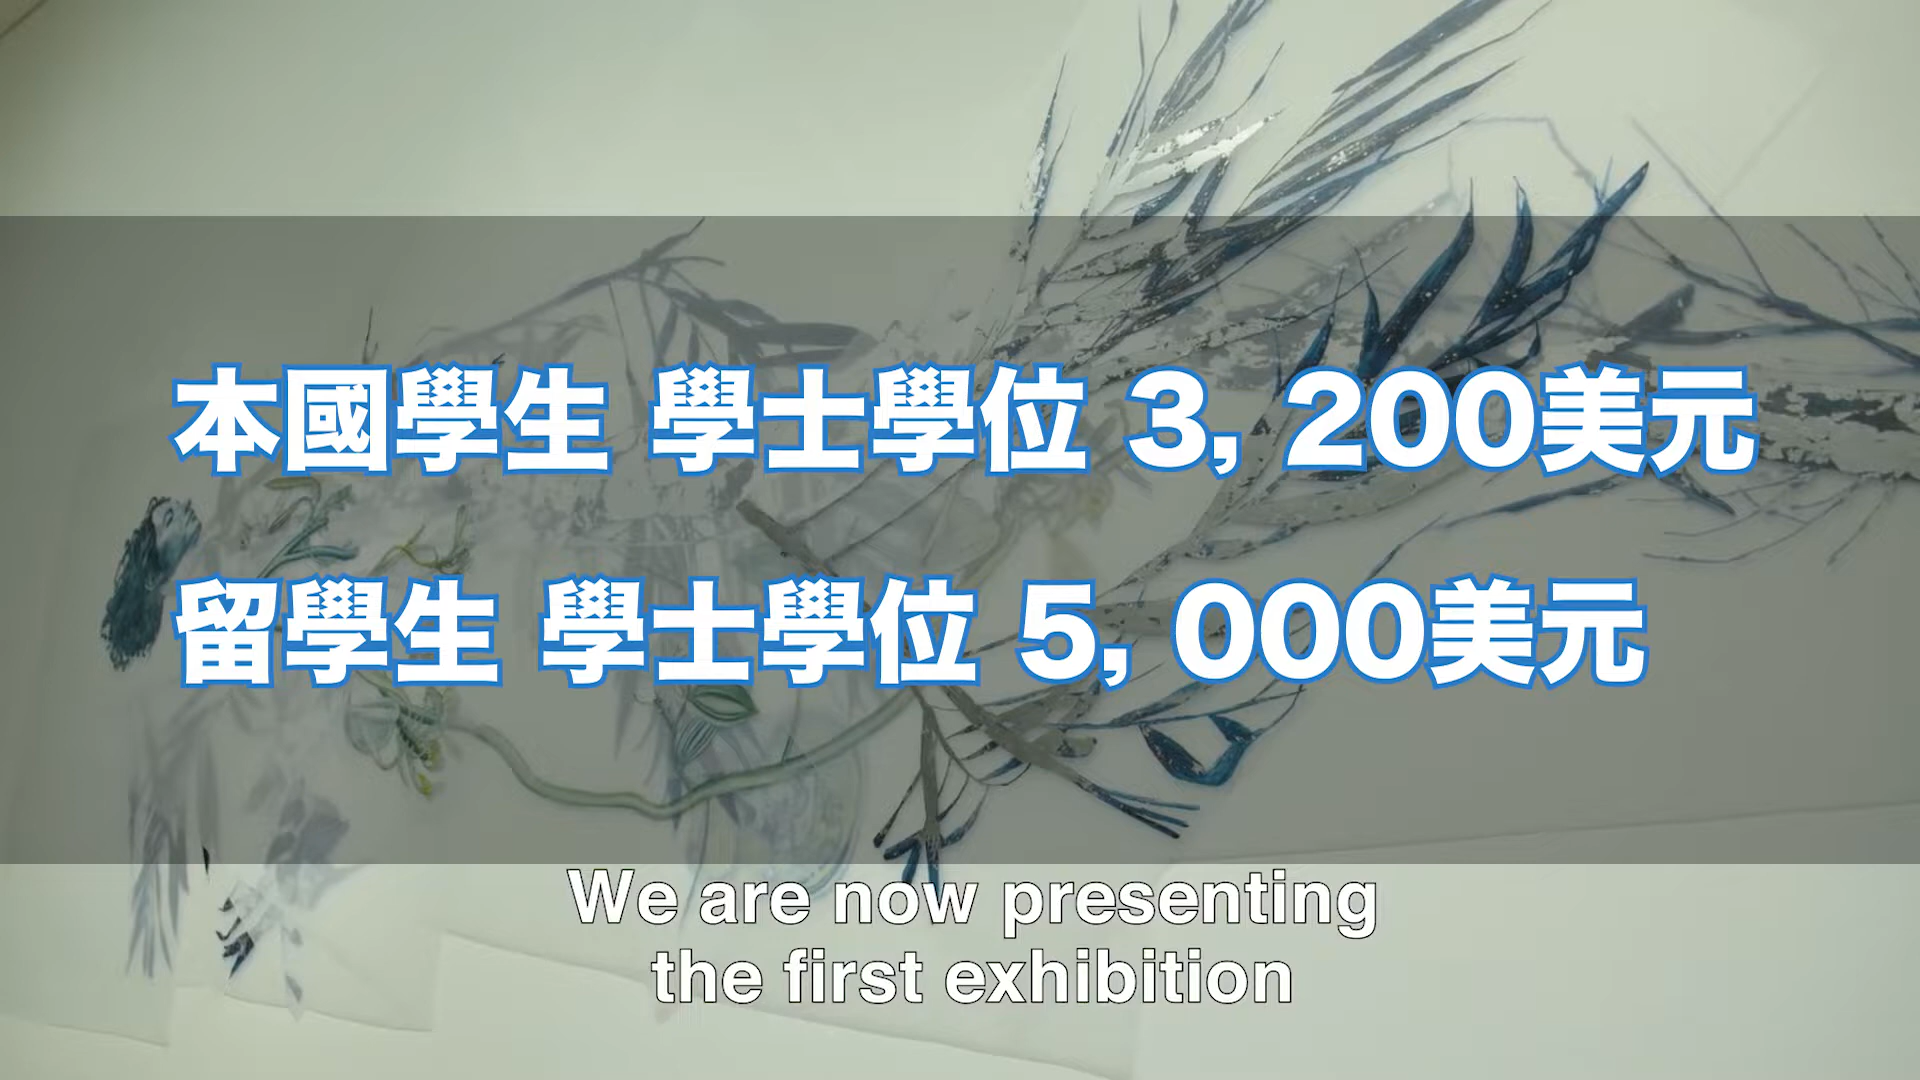 本國學生 學士學位 3, 200美元
留學生 學士學位 5, 000美元
We are now presenting
the first exhibition